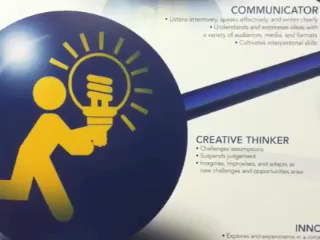 COMMUNICATOR
• Listens attentively, speaks effectively, and writes clearly
• Understands and expresses ideas with
a variety of audiences, media, and formats
• Cultivates interpersonal skills
CREATIVE THINKER
• Challenges assumptions
• Suspends judgement
• Imagines, improvises, and adapts as
new challenges and opportunities arise
INNO
• Explores and experiments in a